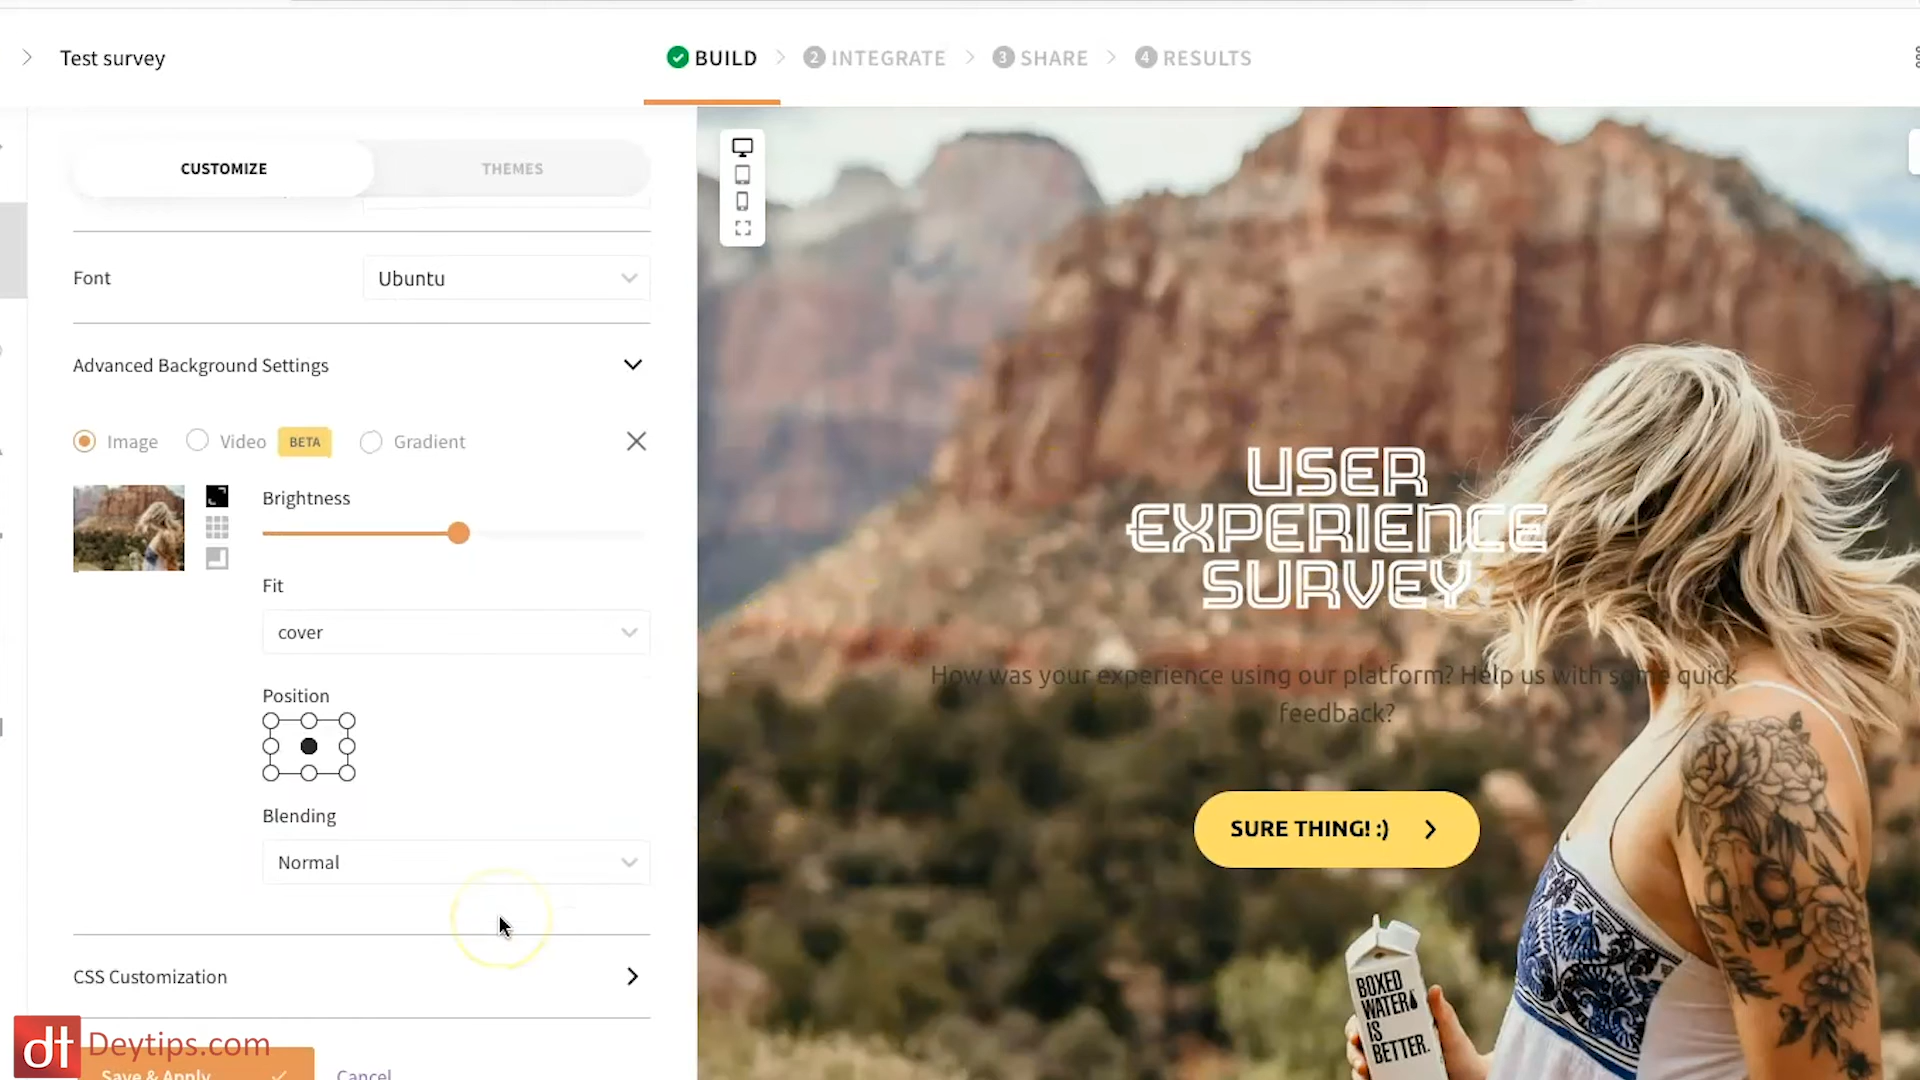 Test survey
BUILD
2 INTEGRATE
3 SHARE
4 RESULTS
CUSTOMIZE
THEMES
Font
Ubuntu
Advanced Background Settings
Image
Video
BETA
Gradient
Brightness
Fit
cover
Position
Blending
Normal
CSS Customization
Save & Apply
Cancel
dt Deytips.com
USER
EXPERIENCE
SURVEY
How was your experience using our platform? Help us with some quick
feedback?
SURE THING! :)
BOXED
WATER
IS
BETTER.